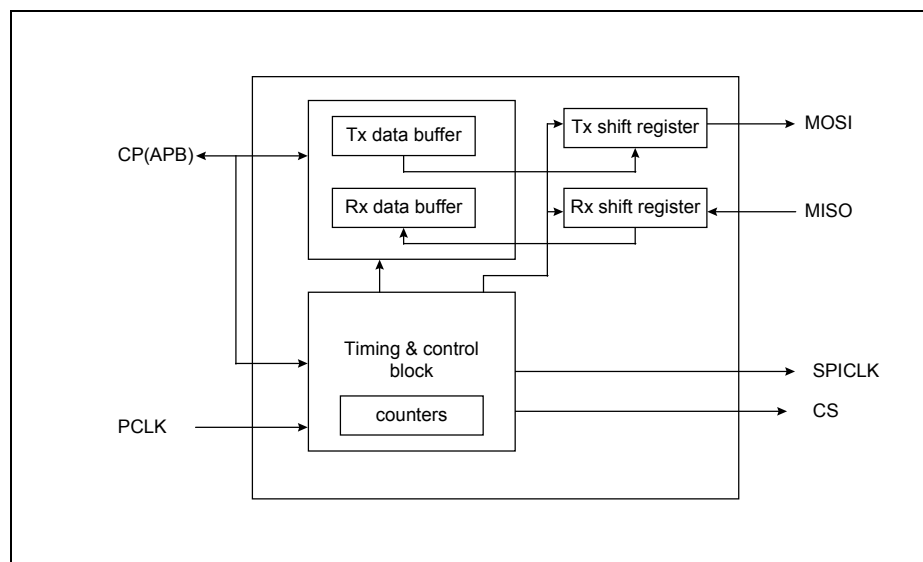 Tx data buffer
Tx shift register
MOSI
CP(APB)
Rx data buffer
Rx shift register
MISO
Timing & control
block
SPICLK
counters
CS
PCLK